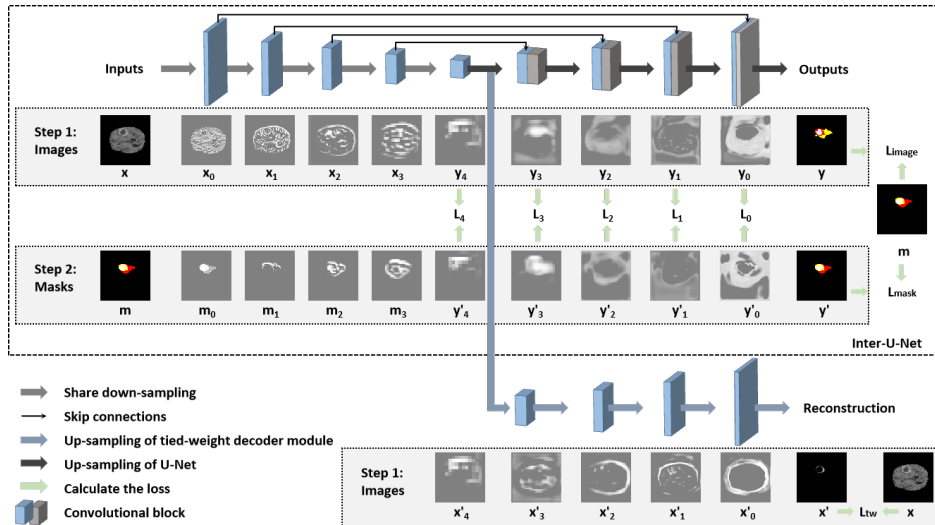 Inputs
Outputs
Step 1:
Images
x
x0
x1
x2
x3
y4
y3
y2
y1
y0
y
Limage
L4
L3
L2
L1
L0
Step 2:
Masks
m
m0
m1
m2
m3
y'4
y'3
y'2
y'1
y'0
y'
m
Lmask
Inter-U-Net
Share down-sampling
Skip connections
Up-sampling of tied-weight decoder module
Up-sampling of U-Net
Calculate the loss
Convolutional block
Reconstruction
Step 1:
Images
x'4
x'3
x'2
x'1
x'0
x'
Ltw
x